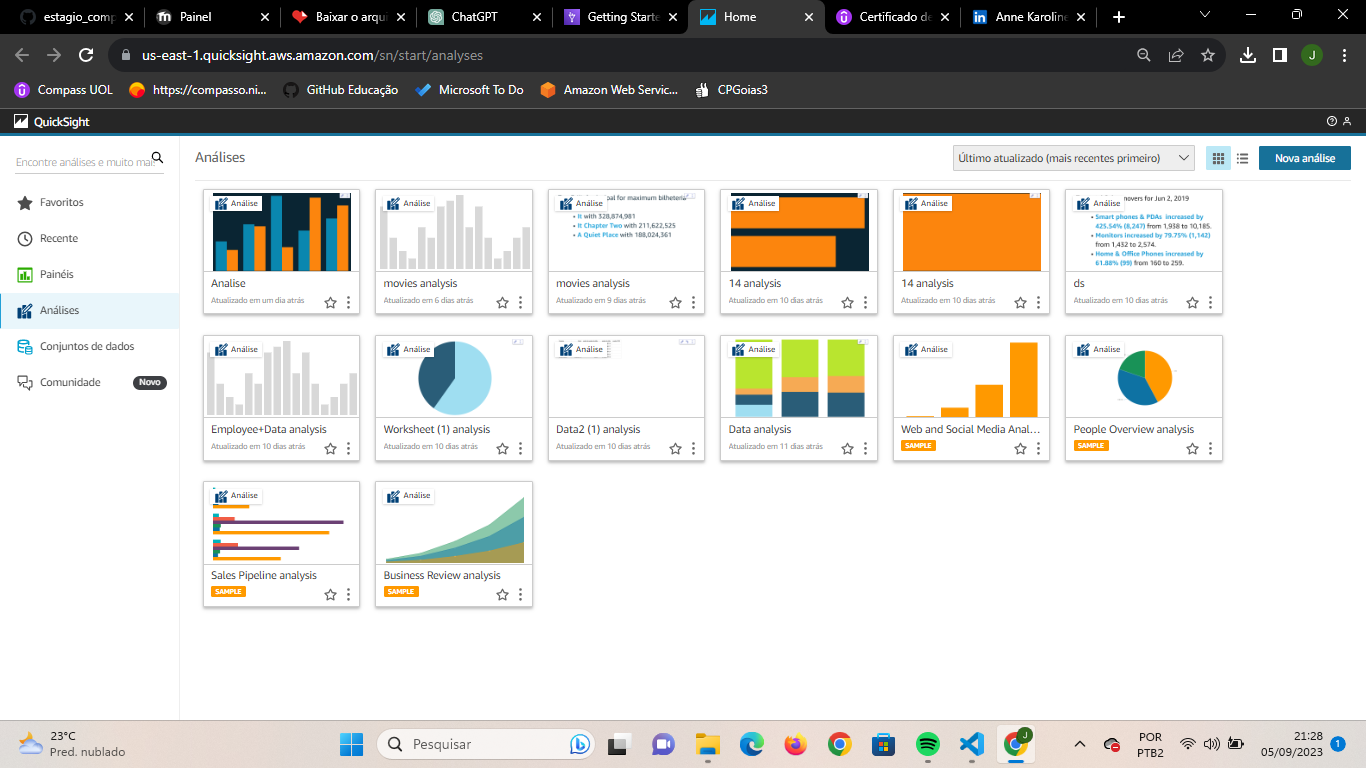 estagio_comp
Painel
Baixar o arqu
ChatGPT
Getting Starte
Home
Certificado de
Anne Karoline
us-east-1.quicksight.aws.amazon.com/sn/start/analyses
J
Compass UOL
https://compasso.ni...
GitHub Educação
Microsoft To Do
Amazon Web Servic...
CPGoias3
QuickSight
Encontre análises e muito mais
Análises
Último atualizado (mais recentes primeiro)
Nova análise
Favoritos
Recente
Painéis
Análises
Conjuntos de dados
Comunidade
Novo
Análise
Analise
Atualizado em um dia atrás
Análise
movies analysis
Atualizado em 6 dias atrás
Análise
al for maximum bilheteria
• It with 328,874,981
• It Chapter Two with 211,622,525
• A Quiet Place with 188,024,361
movies analysis
Atualizado em 9 dias atrás
Análise
14 analysis
Atualizado em 10 dias atrás
Análise
14 analysis
Atualizado em 10 dias atrás
Análise
movers for Jun 2, 2019
• Smart phones & PDAs increased by
425.54% (8,247) from 1,938 to 10,185.
• Monitors increased by 79.75% (1,142)
from 1,432 to 2,574.
• Home & Office Phones increased by
61.88% (99) from 160 to 259.
ds
Atualizado em 10 dias atrás
Análise
Employee+Data analysis
Atualizado em 10 dias atrás
Análise
Worksheet (1) analysis
Atualizado em 10 dias atrás
Análise
Data2 (1) analysis
Atualizado em 10 dias atrás
Análise
Data analysis
Atualizado em 11 dias atrás
Análise
Web and Social Media Anal...
SAMPLE
Análise
People Overview analysis
SAMPLE
Análise
Sales Pipeline analysis
SAMPLE
Análise
Business Review analysis
SAMPLE
23°C
Pred. nublado
Pesquisar
J
POR
PTB2
21:28
05/09/2023
1